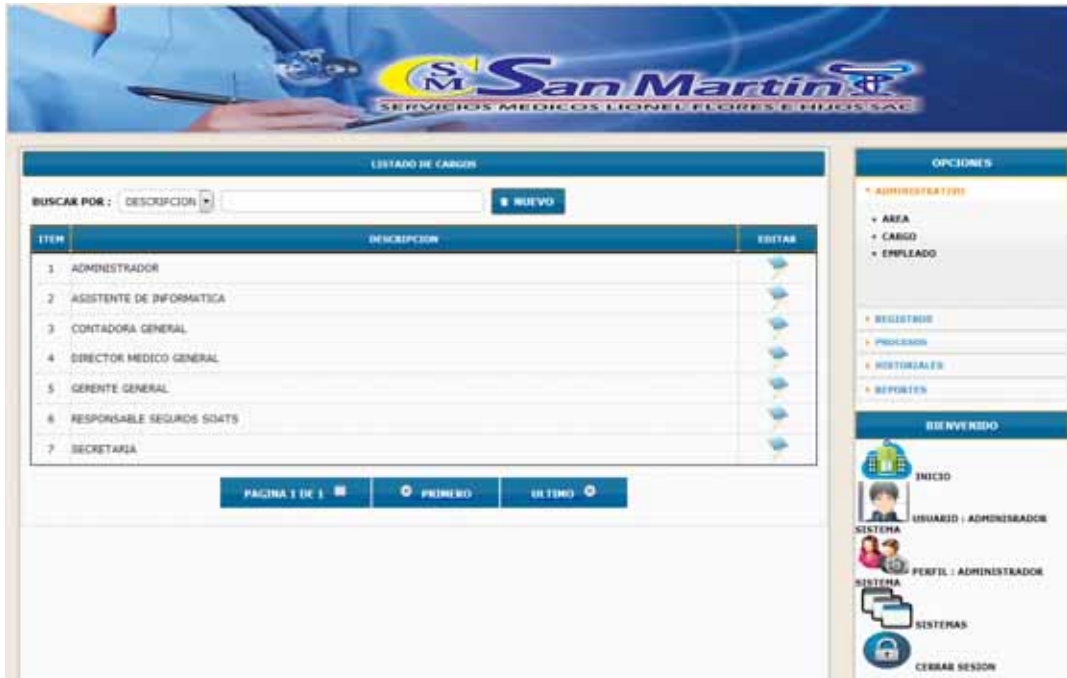 SM San Martin
SERVICIOS MEDICOS LIONEL FLORES E HIJOS SAC
LISTADO DE CARGOS
BUSCAR POR : DESCRIPCION NUEVO
ITEM DESCRIPCION EDITAR
1 ADMINISTRADOR
2 ASISTENTE DE INFORMATICA
3 CONTADORA GENERAL
4 DIRECTOR MEDICO GENERAL
5 GERENTE GENERAL
6 RESPONSABLE SEGUROS SOATS
7 SECRETARIA
PAGINA 1 DE 1 PRIMERO ULTIMO
OPCIONES
ADMINISTRATIVO
AREA
CARGO
EMPLEADO
REGISTROS
PROCESOS
HISTORIALES
REPORTES
BIENVENIDO
INICIO
USUARIO : ADMINISRADOR
SISTEMA
PERFIL : ADMINISTRADOR
SISTEMA
SISTEMAS
CERRAR SESION